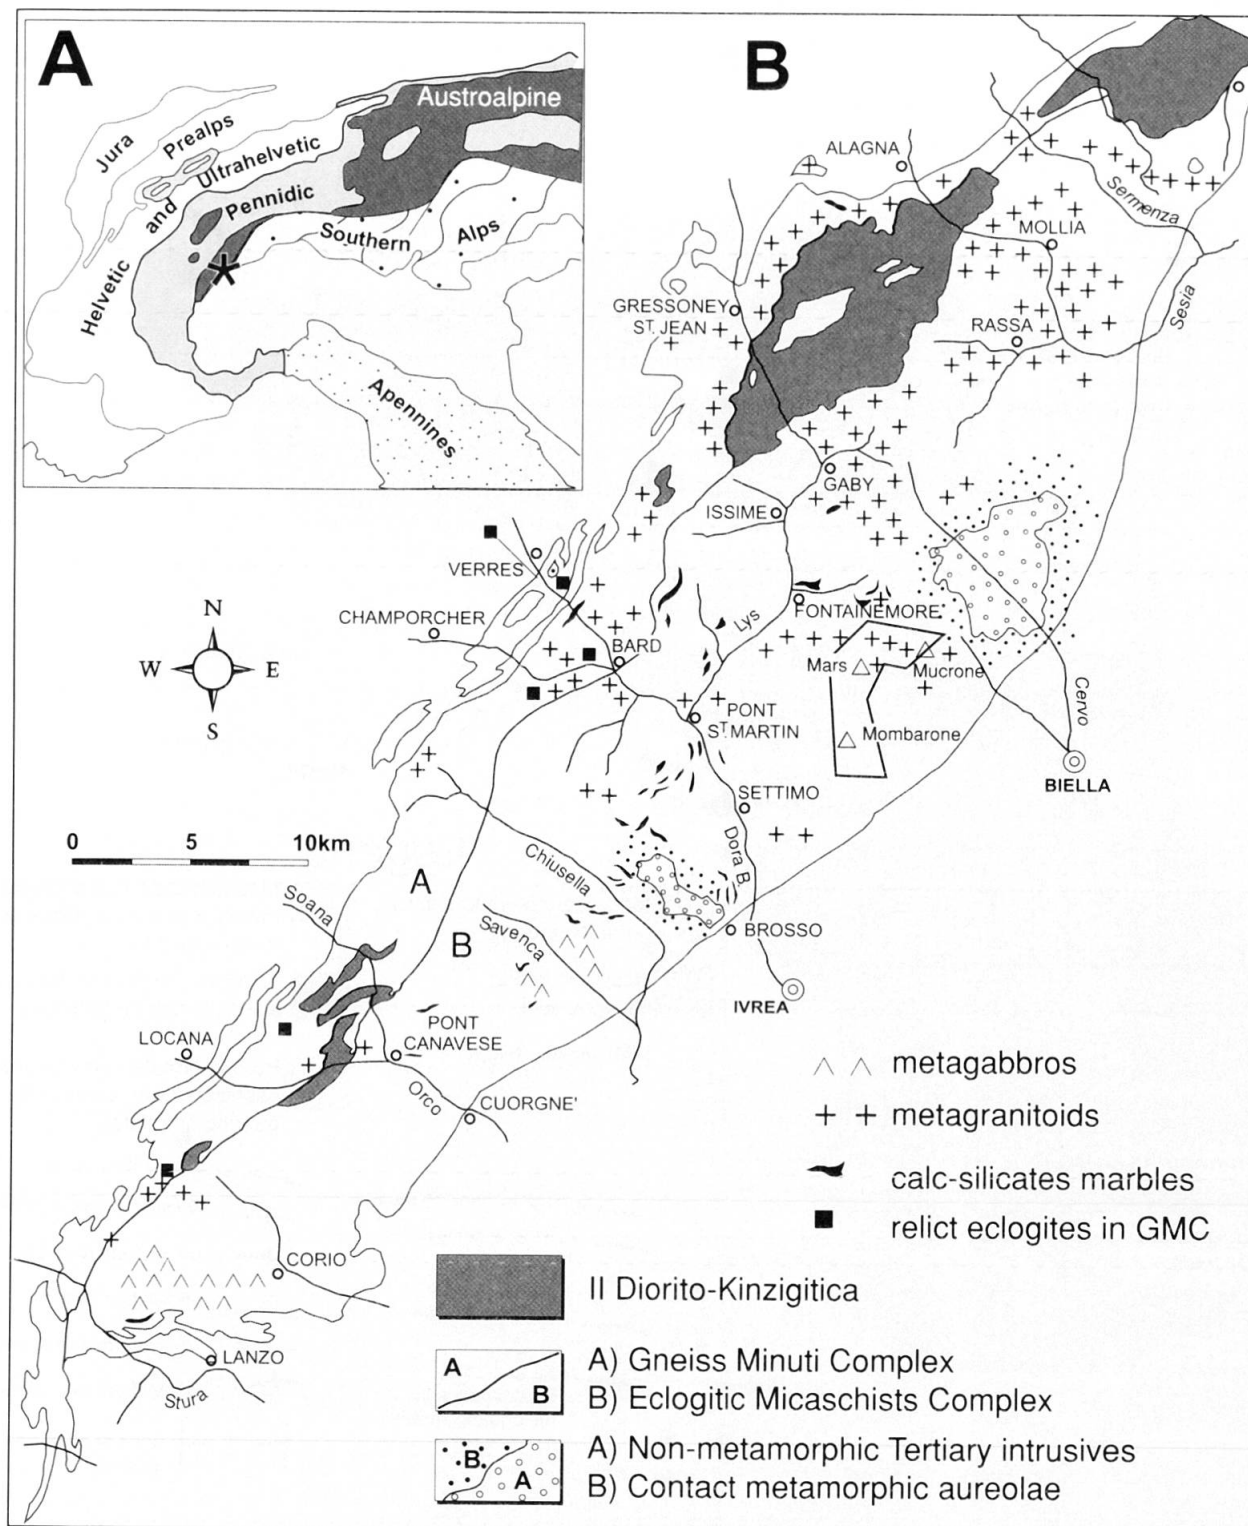 A
Jura
Prealps
and Ultrahelvetic
Helvetic
Pennidic
Austroalpine
Southern Alps
Apennines
B
ALAGNA
Sermenza
MOLLIA
Sesia
RASSA
GRESSONEY
ST. JEAN
GABY
ISSIME
VERRES
CHAMPORCHER
BARD
Lys
FONTAINEMORE
Mars
Mucrone
Mombarone
Cervo
BIELLA
PONT
ST. MARTIN
SETTIMO
Dora B.
BROSSO
IVREA
N
W E
S
0 5 10km
Chiusella
Savenca
Soana
A
B
LOCANA
PONT
CANAVESE
Orco
CUORGNE'
CORIO
LANZO
Stura
metagabbros
metagranitoids
calc-silicates marbles
relict eclogites in GMC
II Diorito-Kinzigitica
A
B
A) Gneiss Minuti Complex
B) Eclogitic Micaschists Complex
B
A
A) Non-metamorphic Tertiary intrusives
B) Contact metamorphic aureolae